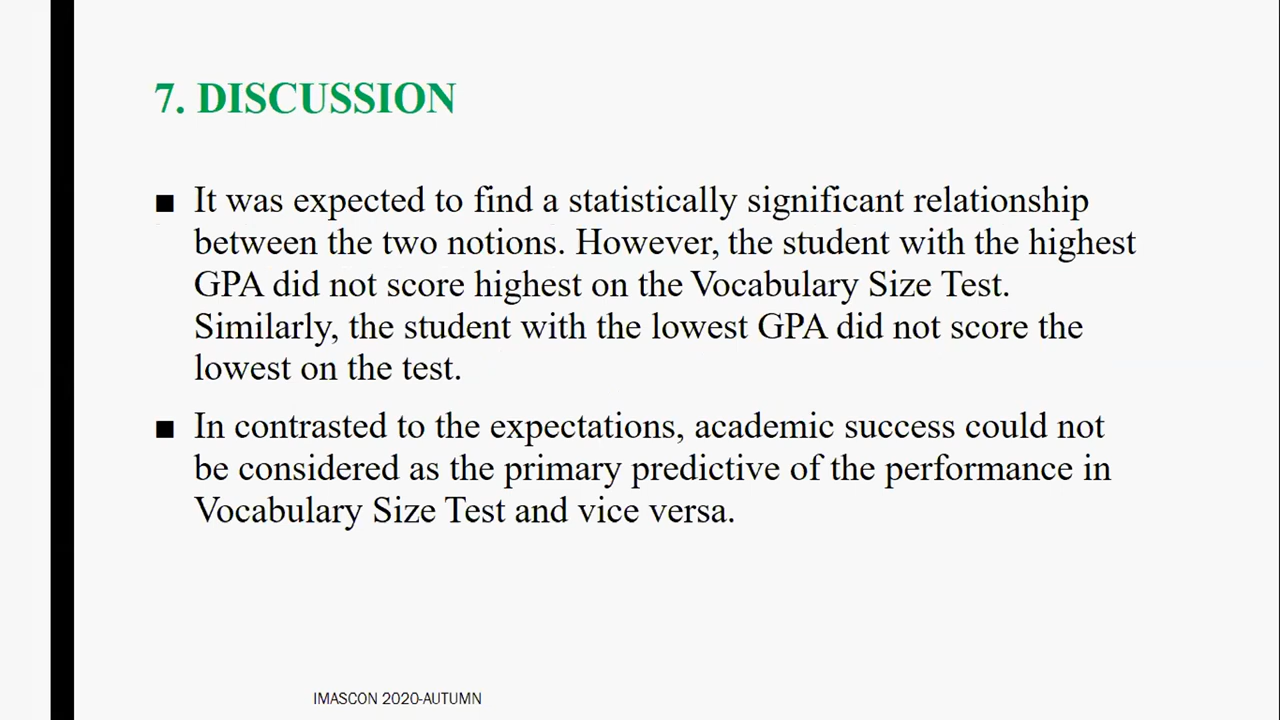 7. DISCUSSION
■ It was expected to find a statistically significant relationship
between the two notions. However, the student with the highest
GPA did not score highest on the Vocabulary Size Test.
Similarly, the student with the lowest GPA did not score the
lowest on the test.
■ In contrasted to the expectations, academic success could not
be considered as the primary predictive of the performance in
Vocabulary Size Test and vice versa.
IMASCON 2020-AUTUMN